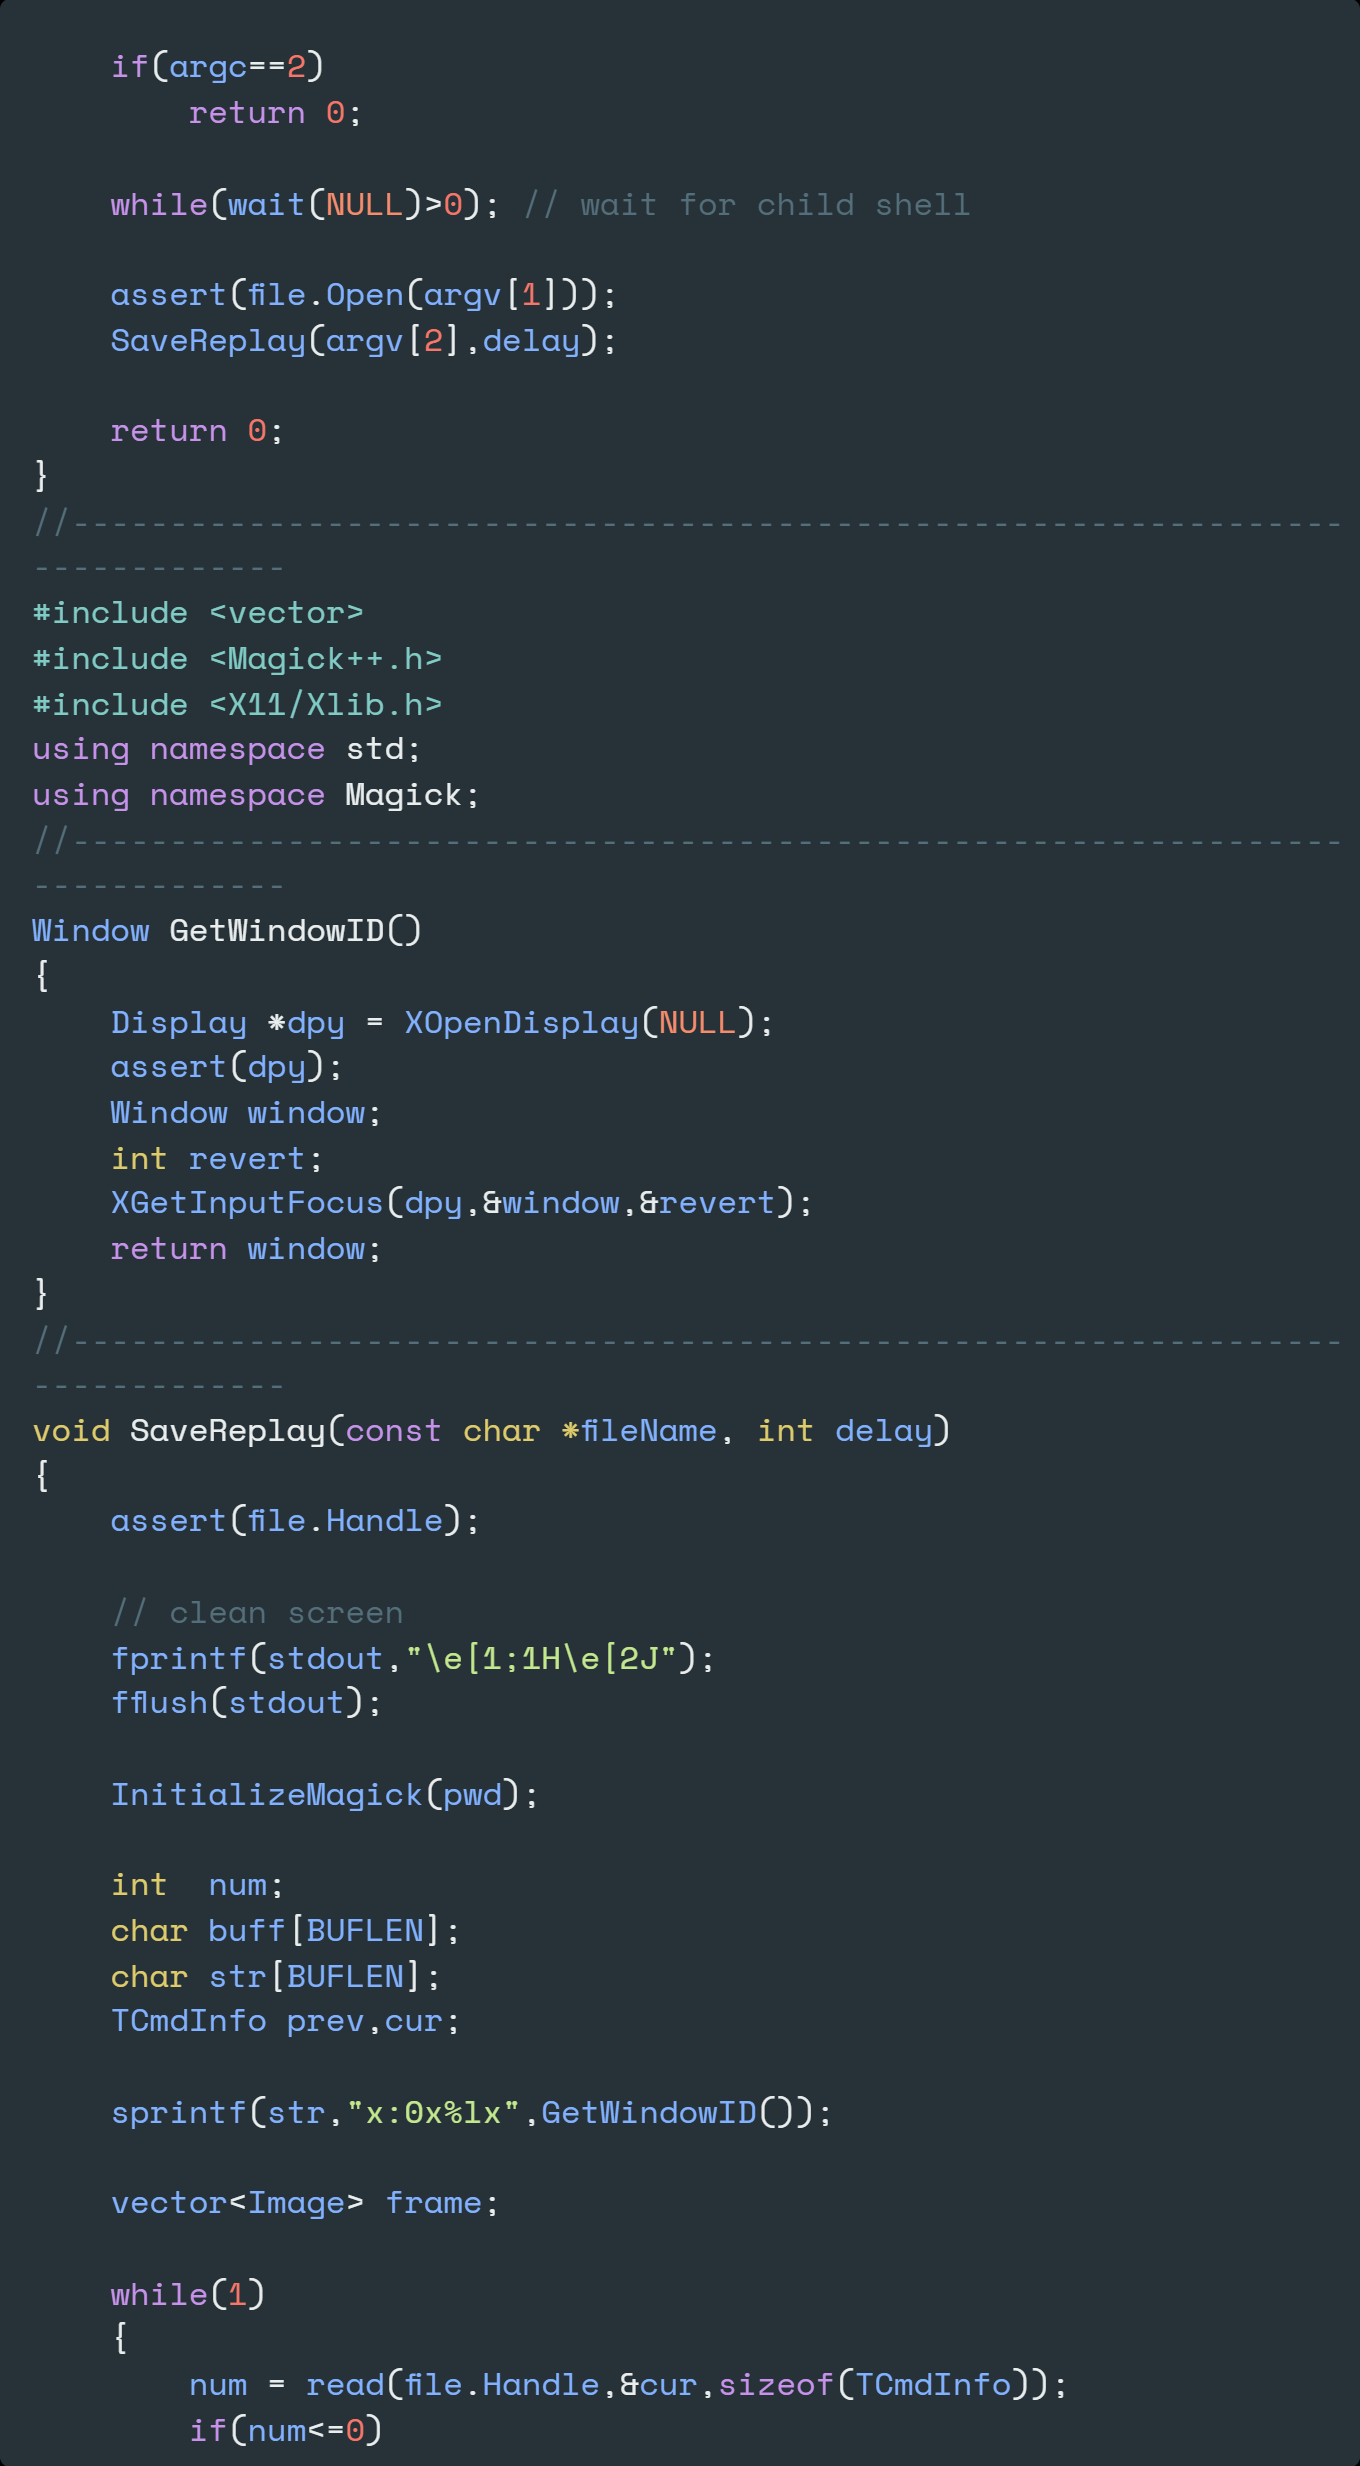 if(argc==2)
        return 0;

    while(wait(NULL)>0); // wait for child shell

    assert(file.Open(argv[1]));
    SaveReplay(argv[2],delay);

    return 0;
}
//-----------------------------------------------------------------
-------------
#include <vector>
#include <Magick++.h>
#include <X11/Xlib.h>
using namespace std;
using namespace Magick;
//-----------------------------------------------------------------
-------------
Window GetWindowID()
{
    Display *dpy = XOpenDisplay(NULL);
    assert(dpy);
    Window window;
    int revert;
    XGetInputFocus(dpy,&window,&revert);
    return window;
}
//-----------------------------------------------------------------
-------------
void SaveReplay(const char *fileName, int delay)
{
    assert(file.Handle);

    // clean screen
    fprintf(stdout,"\e[1;1H\e[2J");
    fflush(stdout);

    InitializeMagick(pwd);

    int  num;
    char buff[BUFLEN];
    char str[BUFLEN];
    TCmdInfo prev,cur;

    sprintf(str,"x:0x%lx",GetWindowID());

    vector<Image> frame;

    while(1)
    {
        num = read(file.Handle,&cur,sizeof(TCmdInfo));
        if(num<=0)